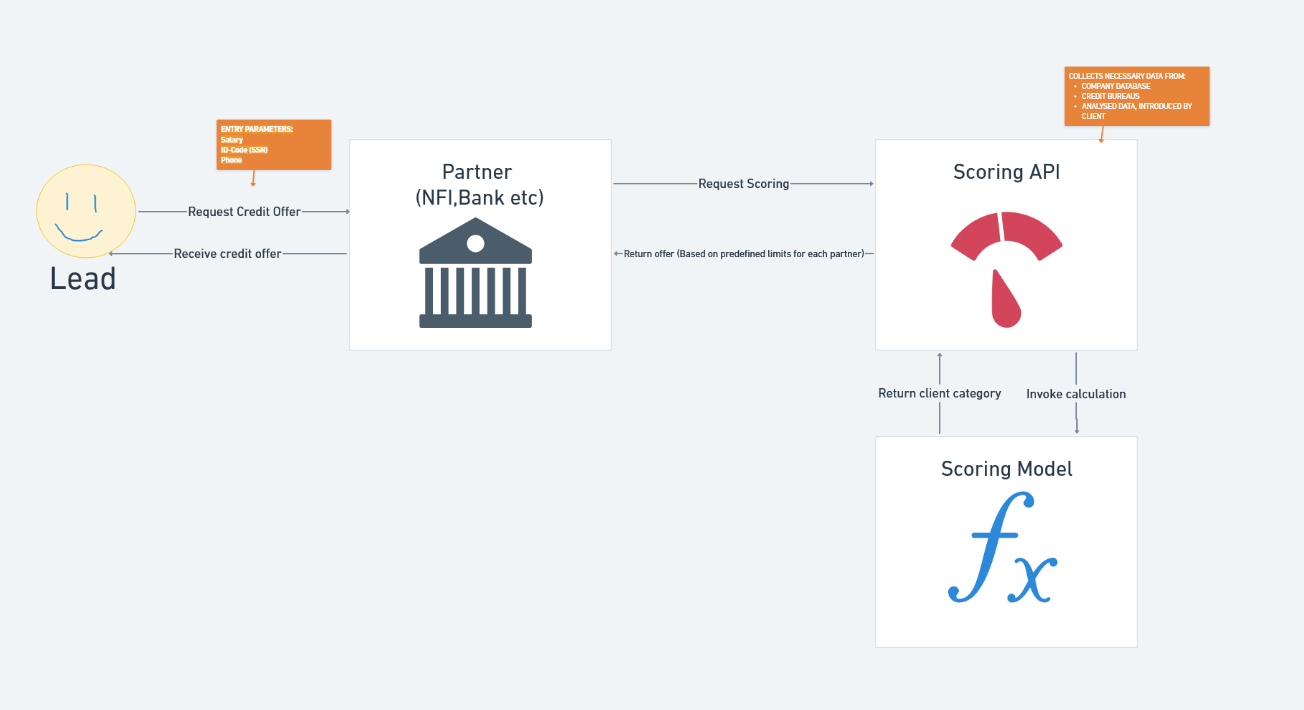 COLLECTS NECESSARY DATA FROM:
• COMPANY DATABASE
• CREDIT BUREAUS
• ANALYSED DATA, INTRODUCED BY
CLIENT
ENTRY PARAMETERS:
Salary
ID-Code (SSN)
Phone
Partner
(NFI,Bank etc)
Scoring API
Request Scoring
Request Credit Offer
Receive credit offer
Return offer (Based on predefined limits for each partner)
Lead
Return client category
Invoke calculation
Scoring Model
fx